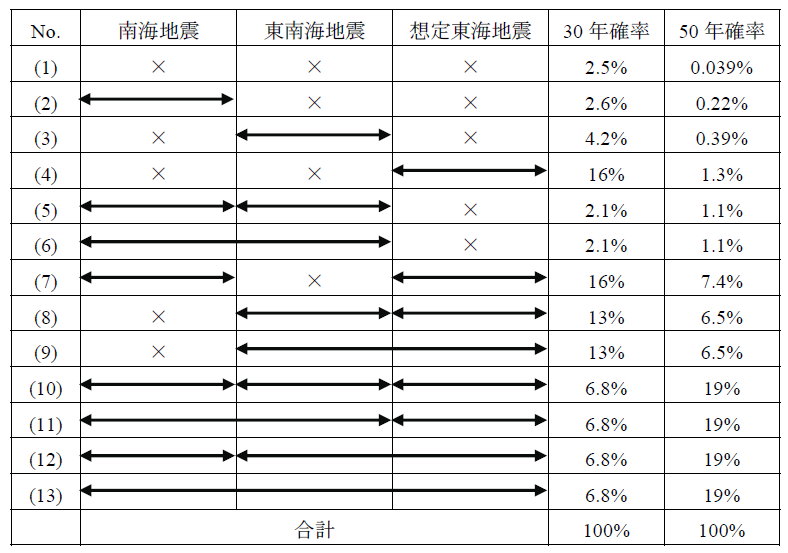 No. 南海地震 東南海地震 想定東海地震 30 年確率 50 年確率
(1) × × × 2.5% 0.039%
(2) × × 2.6% 0.22%
(3) × × 4.2% 0.39%
(4) × × 16% 1.3%
(5) × 2.1% 1.1%
(6) × 2.1% 1.1%
(7) × 16% 7.4%
(8) × 13% 6.5%
(9) × 13% 6.5%
(10) 6.8% 19%
(11) 6.8% 19%
(12) 6.8% 19%
(13) 6.8% 19%
合計 100% 100%